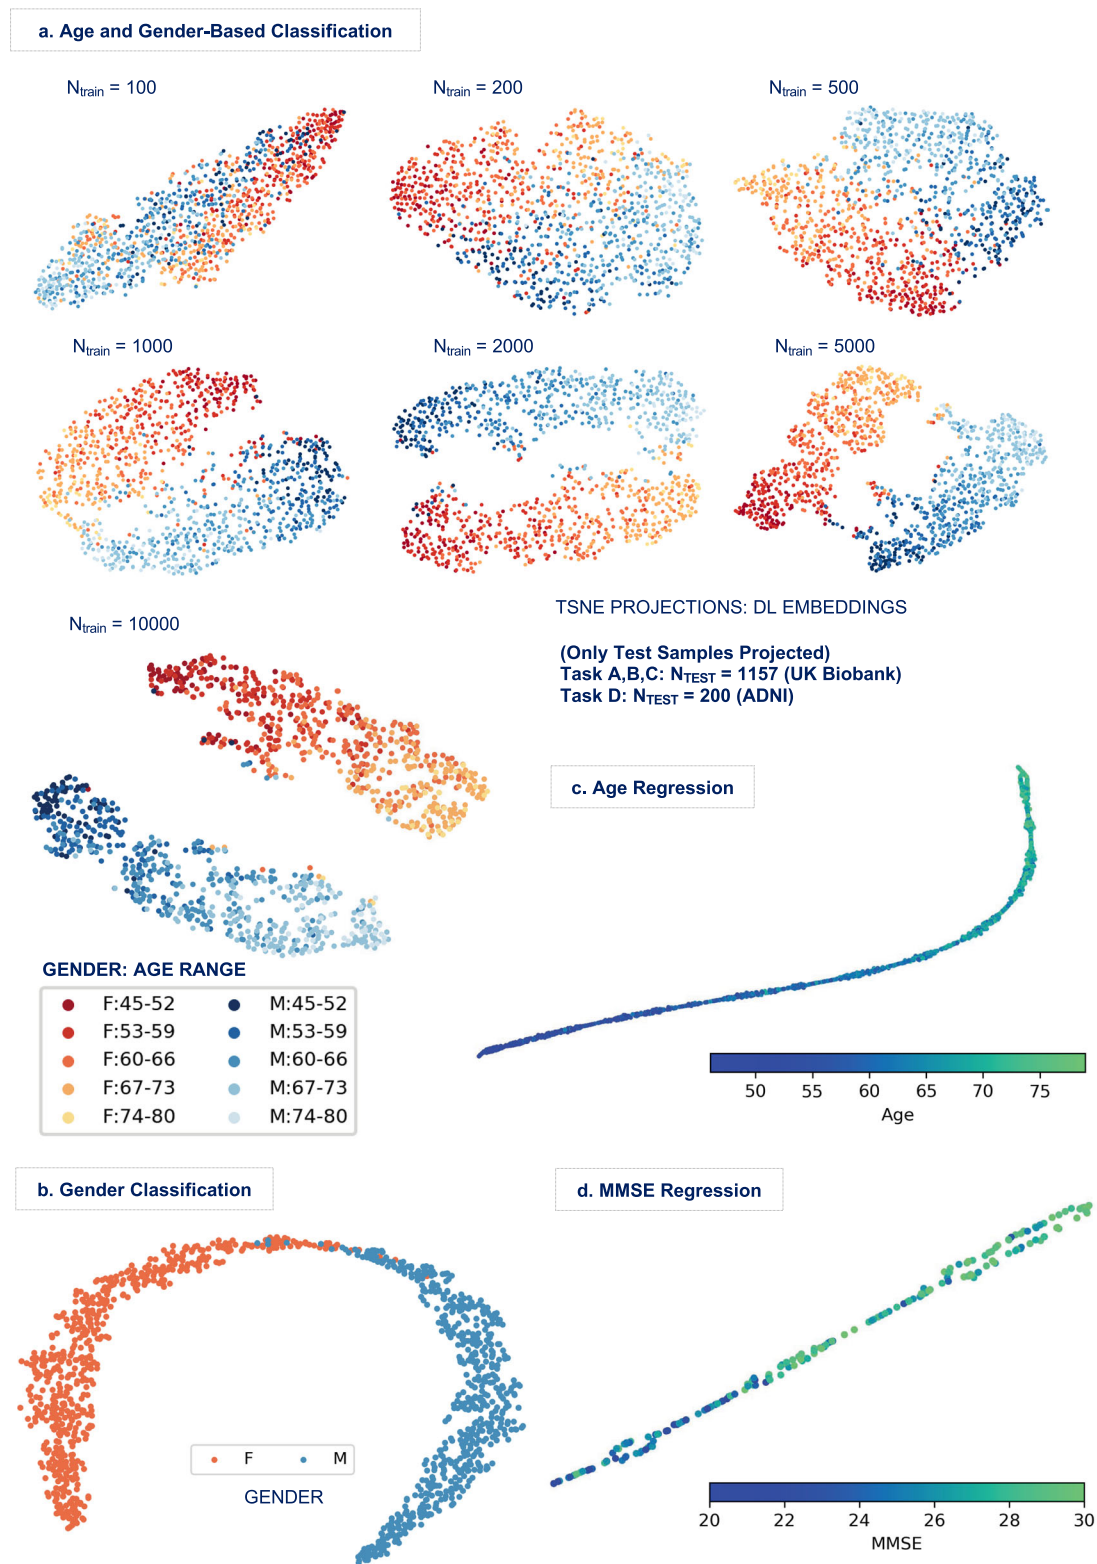 a. Age and Gender-Based Classification
Ntrain = 100
Ntrain = 200
Ntrain = 500
Ntrain = 1000
Ntrain = 2000
Ntrain = 5000
Ntrain = 10000
TSNE PROJECTIONS: DL EMBEDDINGS
(Only Test Samples Projected)
Task A,B,C: NTEST = 1157 (UK Biobank)
Task D: NTEST = 200 (ADNI)
c. Age Regression
50 55 60 65 70 75
Age
GENDER: AGE RANGE
F:45-52 M:45-52
F:53-59 M:53-59
F:60-66 M:60-66
F:67-73 M:67-73
F:74-80 M:74-80
b. Gender Classification
F M
GENDER
d. MMSE Regression
20 22 24 26 28 30
MMSE